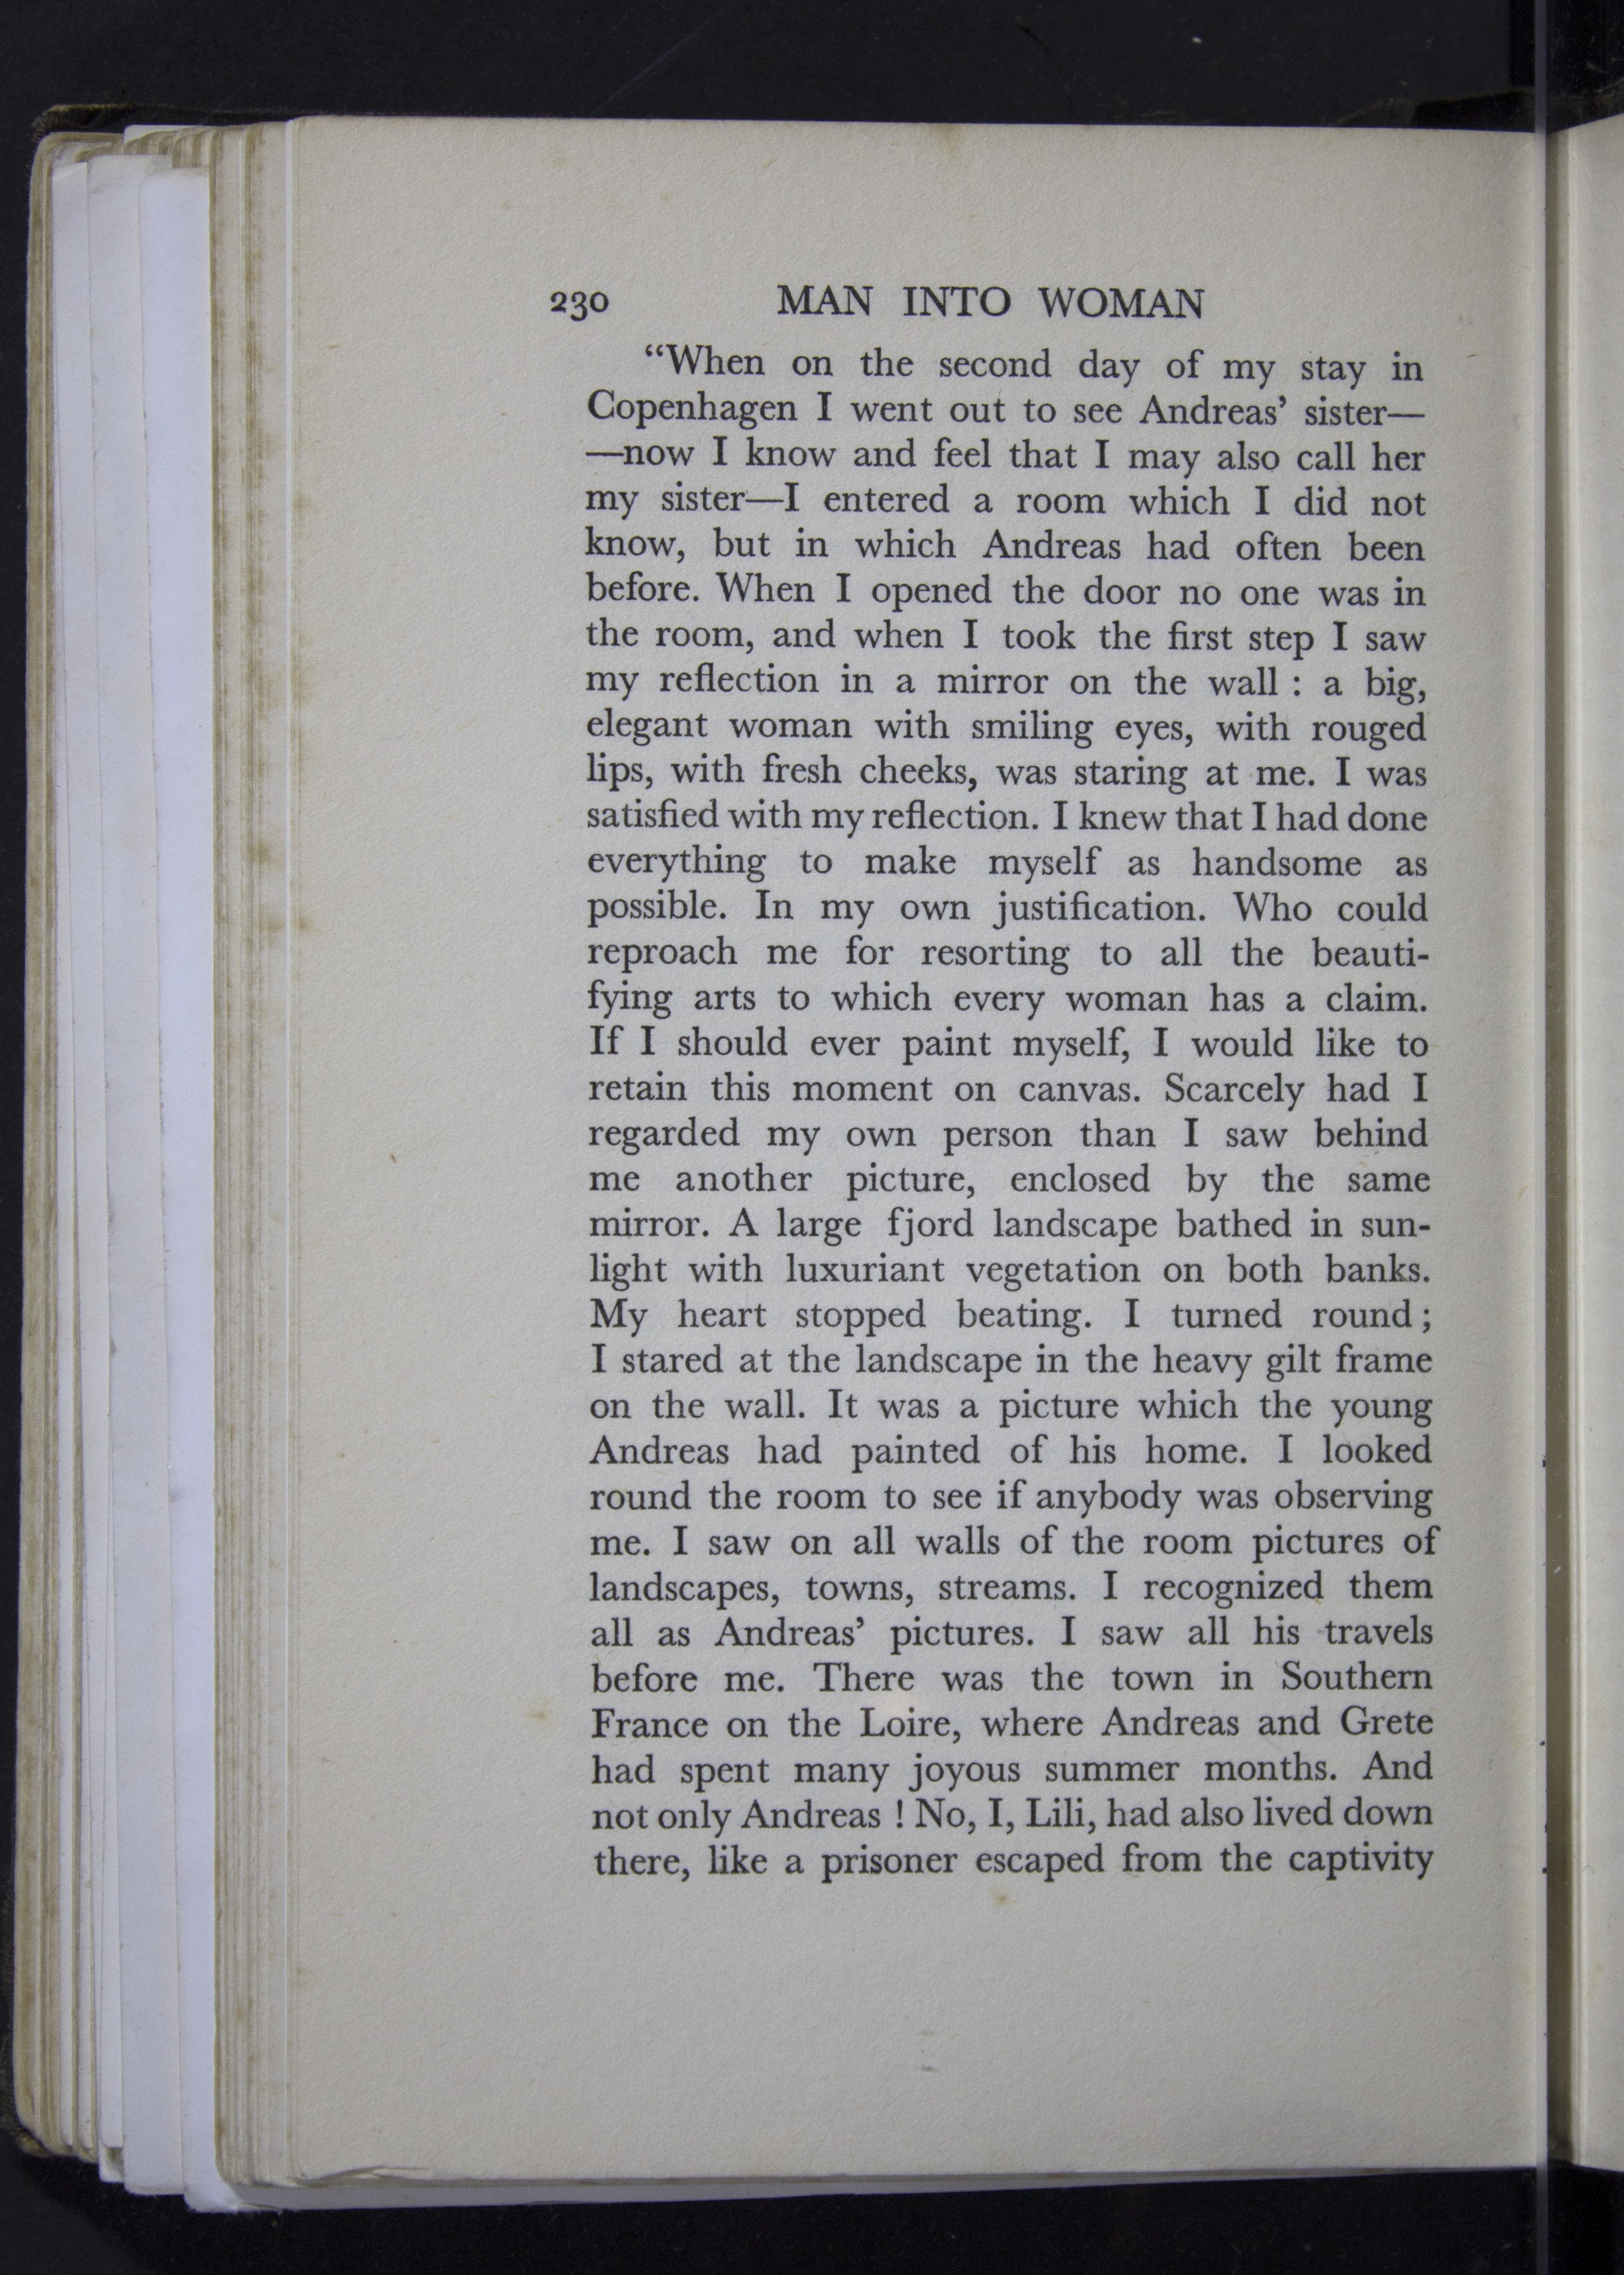 230 MAN INTO WOMAN
“When on the second day of my stay in
Copenhagen I went out to see Andreas’ sister—
—now I know and feel that I may also call her
my sister—I entered a room which I did not
know, but in which Andreas had often been
before. When I opened the door no one was in
the room, and when I took the first step I saw
my reflection in a mirror on the wall : a big,
elegant woman with smiling eyes, with rouged
lips, with fresh cheeks, was staring at me. I was
satisfied with my reflection. I knew that I had done
everything to make myself as handsome as
possible. In my own justification. Who could
reproach me for resorting to all the beauti-
fying arts to which every woman has a claim.
If I should ever paint myself, I would like to
retain this moment on canvas. Scarcely had I
regarded my own person than I saw behind
me another picture, enclosed by the same
mirror. A large fjord landscape bathed in sun-
light with luxuriant vegetation on both banks.
My heart stopped beating. I turned round ;
I stared at the landscape in the heavy gilt frame
on the wall. It was a picture which the young
Andreas had painted of his home. I looked
round the room to see if anybody was observing
me. I saw on all walls of the room pictures of
landscapes, towns, streams. I recognized them
all as Andreas’ pictures. I saw all his travels
before me. There was the town in Southern
France on the Loire, where Andreas and Grete
had spent many joyous summer months. And
not only Andreas ! No, I, Lili, had also lived down
there, like a prisoner escaped from the captivity